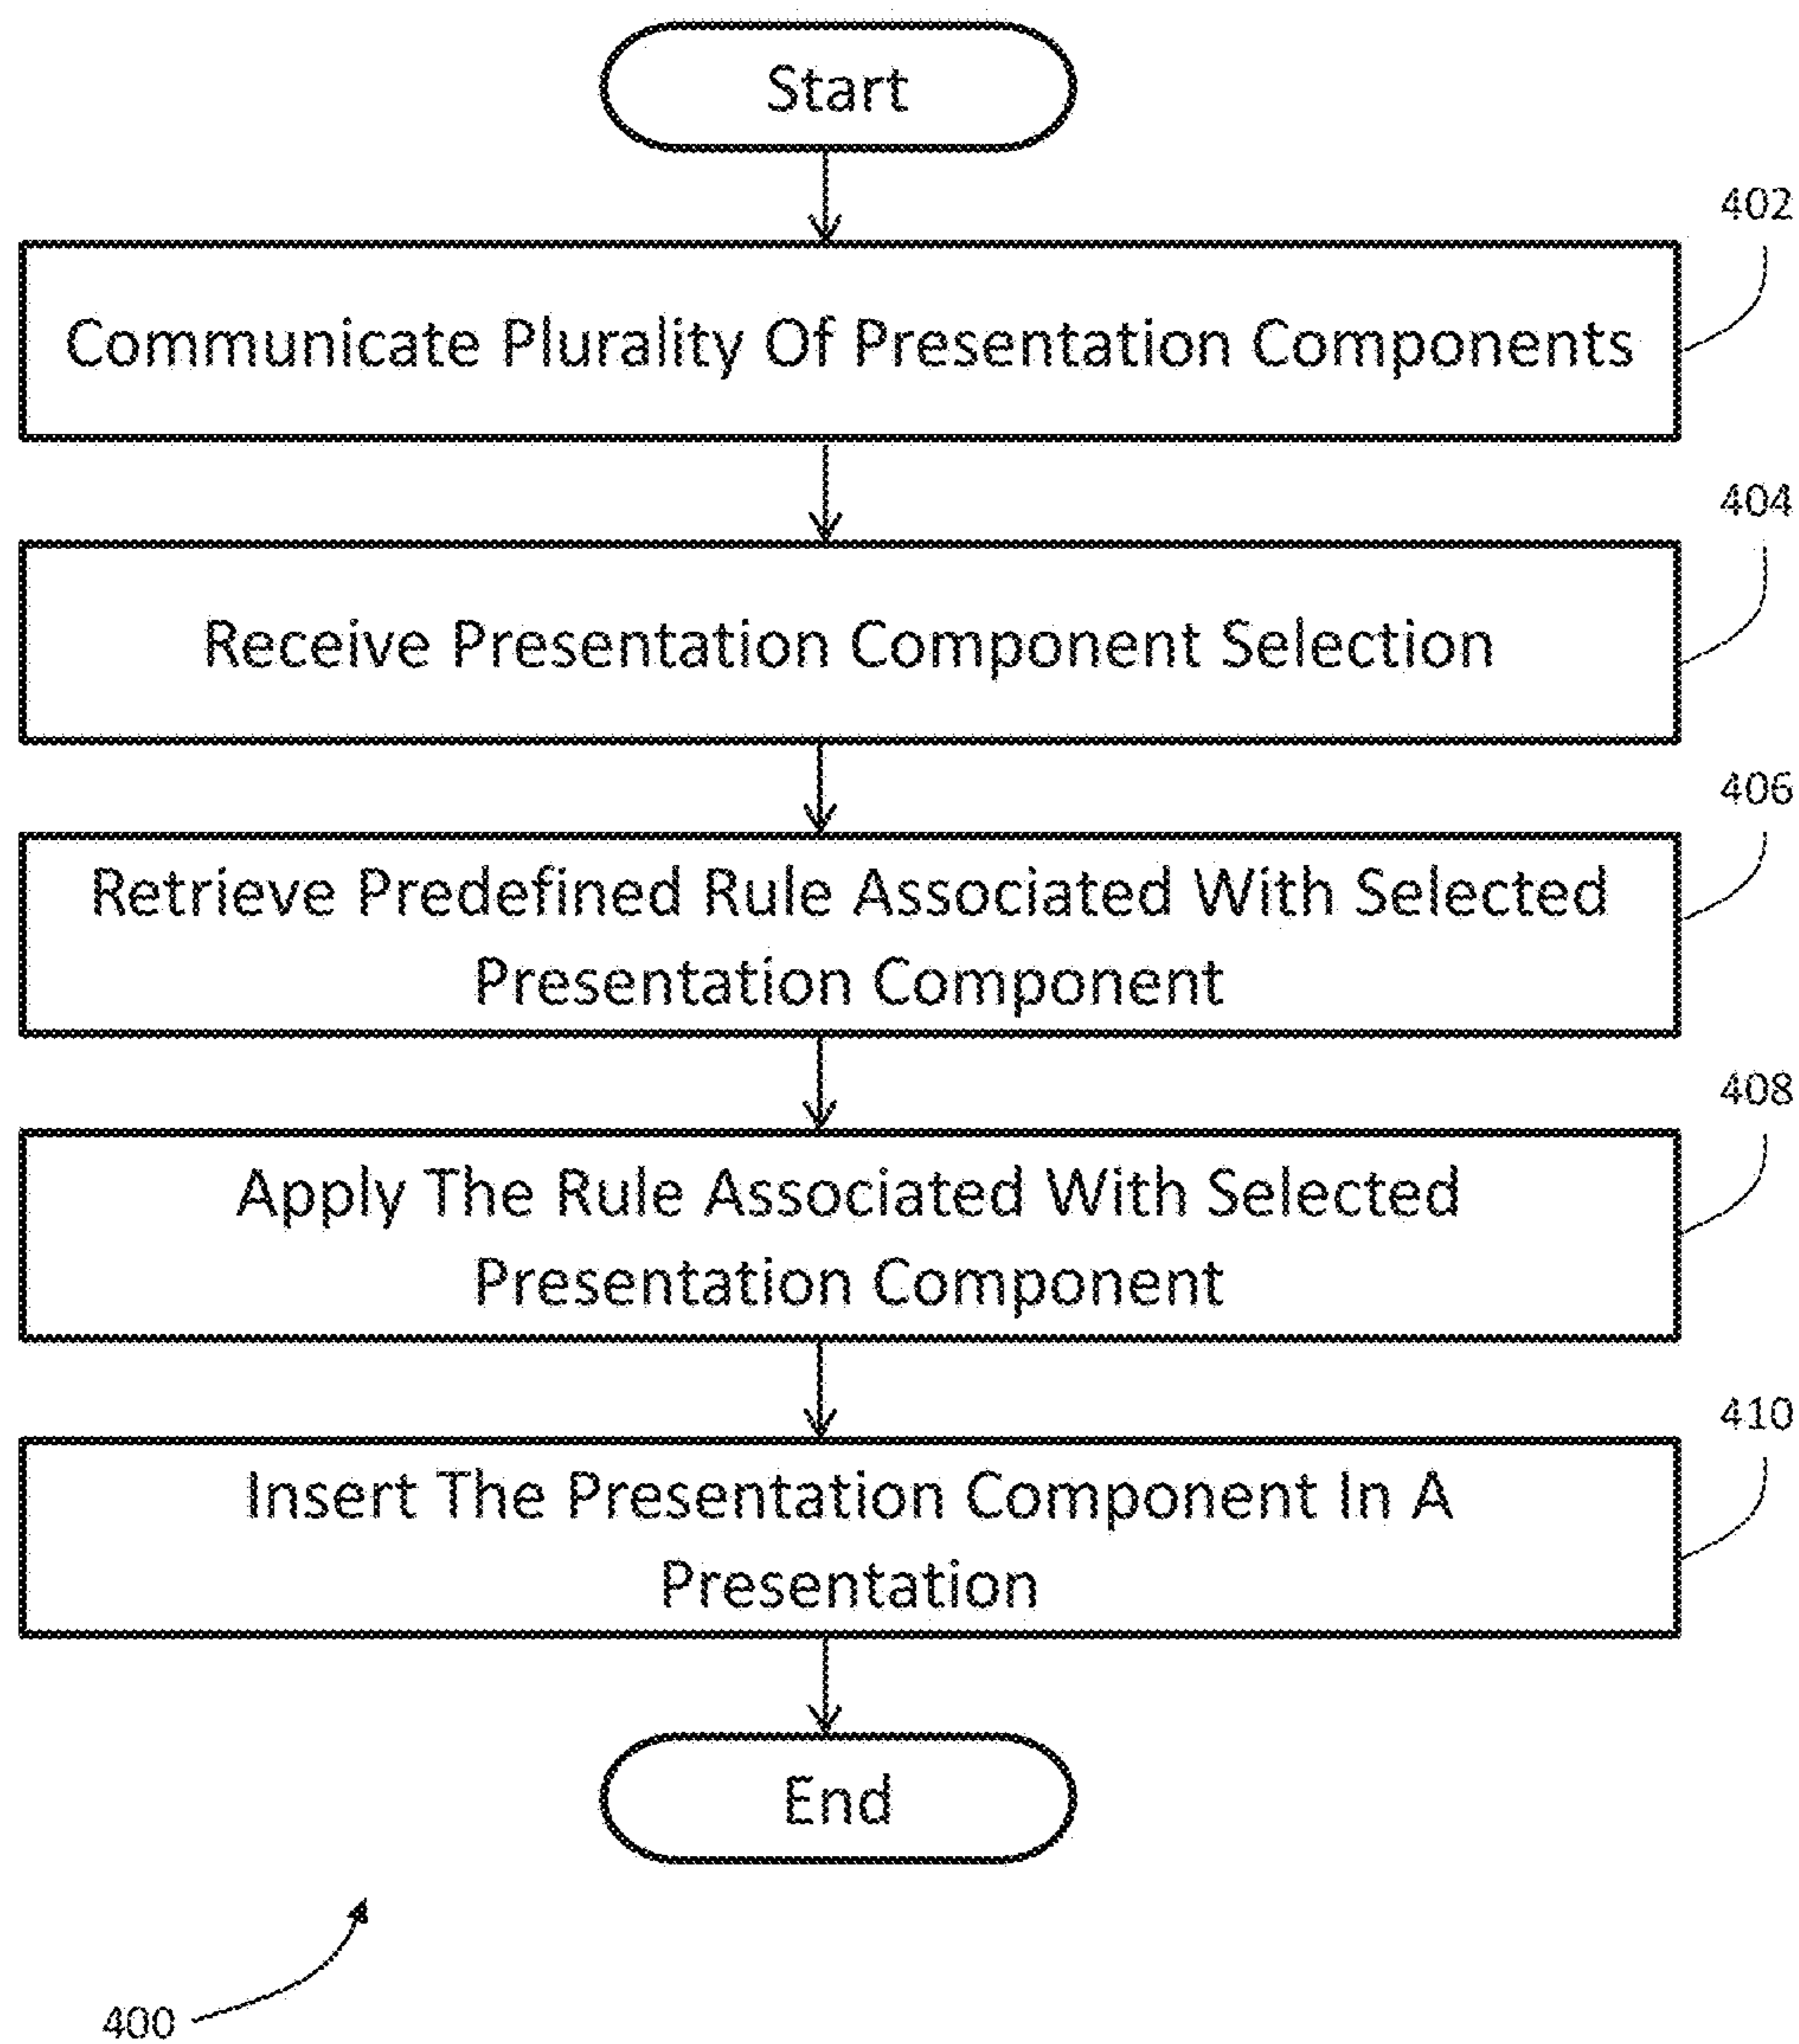 Start
402
Communicate Plurality Of Presentation Components
404
Receive Presentation Component Selection
406
Retrieve Predefined Rule Associated With Selected
Presentation Component
408
Apply The Rule Associated With Selected
Presentation Component
410
Insert The Presentation Component In A
Presentation
End
400